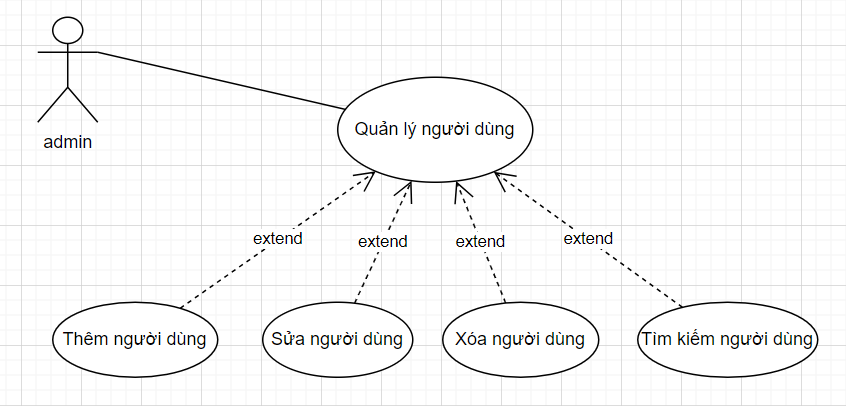 admin
Quản lý người dùng
extend
extend
extend
extend
Thêm người dùng
Sửa người dùng
Xóa người dùng
Tìm kiếm người dùng